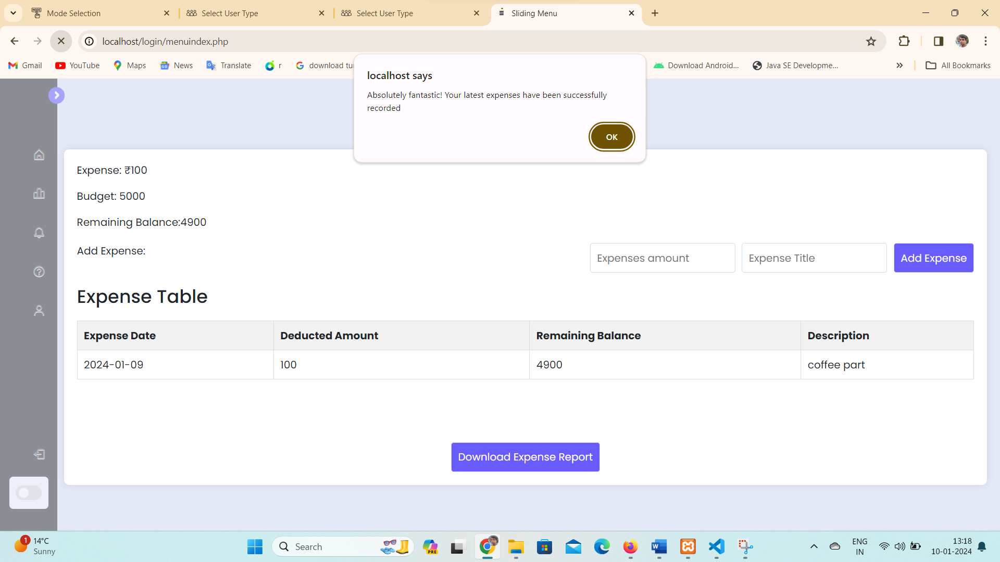 Mode Selection
Select User Type
Select User Type
Sliding Menu
localhost/login/menuindex.php
Gmail
YouTube
Maps
News
Translate
r
download tu
Download Android...
Java SE Developme...
All Bookmarks
localhost says
Absolutely fantastic! Your latest expenses have been successfully
recorded
OK
Expense: ₹100
Budget: 5000
Remaining Balance:4900
Add Expense:
Expenses amount
Expense Title
Add Expense
Expense Table
Expense Date Deducted Amount Remaining Balance Description
2024-01-09 100 4900 coffee part
Download Expense Report
1
14°C
Sunny
Search
PRE
ENG
IN
13:18
10-01-2024